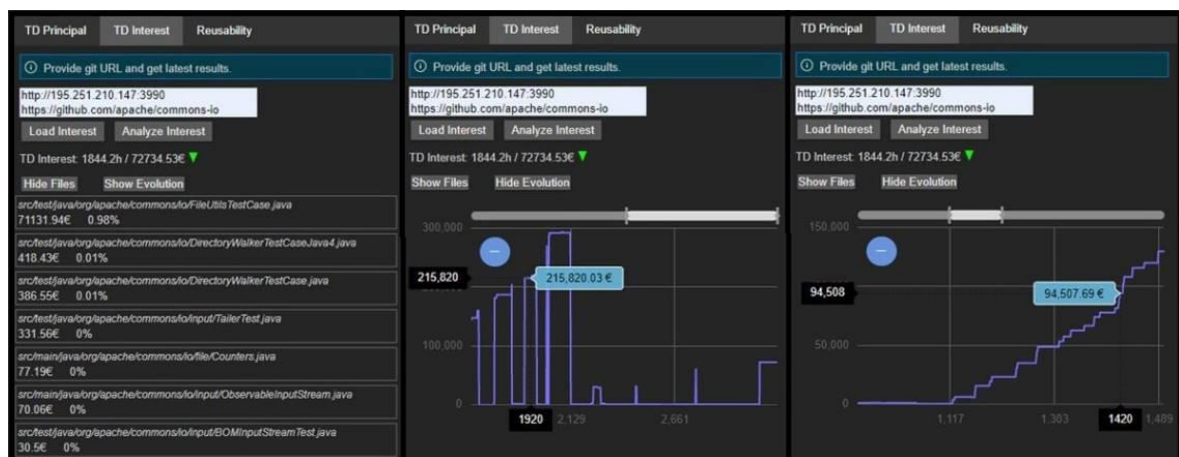 TD Principal TD Interest Reusability
Provide git URL and get latest results.
http://195.251.210.147:3990
https://github.com/apache/commons-io
Load Interest Analyze Interest
TD Interest: 1844.2h / 72734.53€
Hide Files Show Evolution
src/test/java/org/apache/commons/io/FileUtilsTestCase.java
71131.94€ 0.98%
src/test/java/org/apache/commons/io/DirectoryWalkerTestCaseJava4.java
418.43€ 0.01%
src/test/java/org/apache/commons/io/DirectoryWalkerTestCase.java
386.55€ 0.01%
src/test/java/org/apache/commons/io/input/TailerTest.java
331.56€ 0%
src/main/java/org/apache/commons/io/file/Counters.java
77.19€ 0%
src/main/java/org/apache/commons/io/input/ObservableInputStream.java
70.06€ 0%
src/test/java/org/apache/commons/io/input/BOMInputStreamTest.java
30.5€ 0%
TD Principal TD Interest Reusability
Provide git URL and get latest results.
http://195.251.210.147:3990
https://github.com/apache/commons-io
Load Interest Analyze Interest
TD Interest: 1844.2h / 72734.53€
Show Files Hide Evolution
300,000
215,820 215,820.03 €
100,000
0
1920 2,129 2,661
TD Principal TD Interest Reusability
Provide git URL and get latest results.
http://195.251.210.147:3990
https://github.com/apache/commons-io
Load Interest Analyze Interest
TD Interest: 1844.2h / 72734.53€
Show Files Hide Evolution
150,000
94,508 94,507.69 €
50,000
0
1,117 1,303 1420 1,489